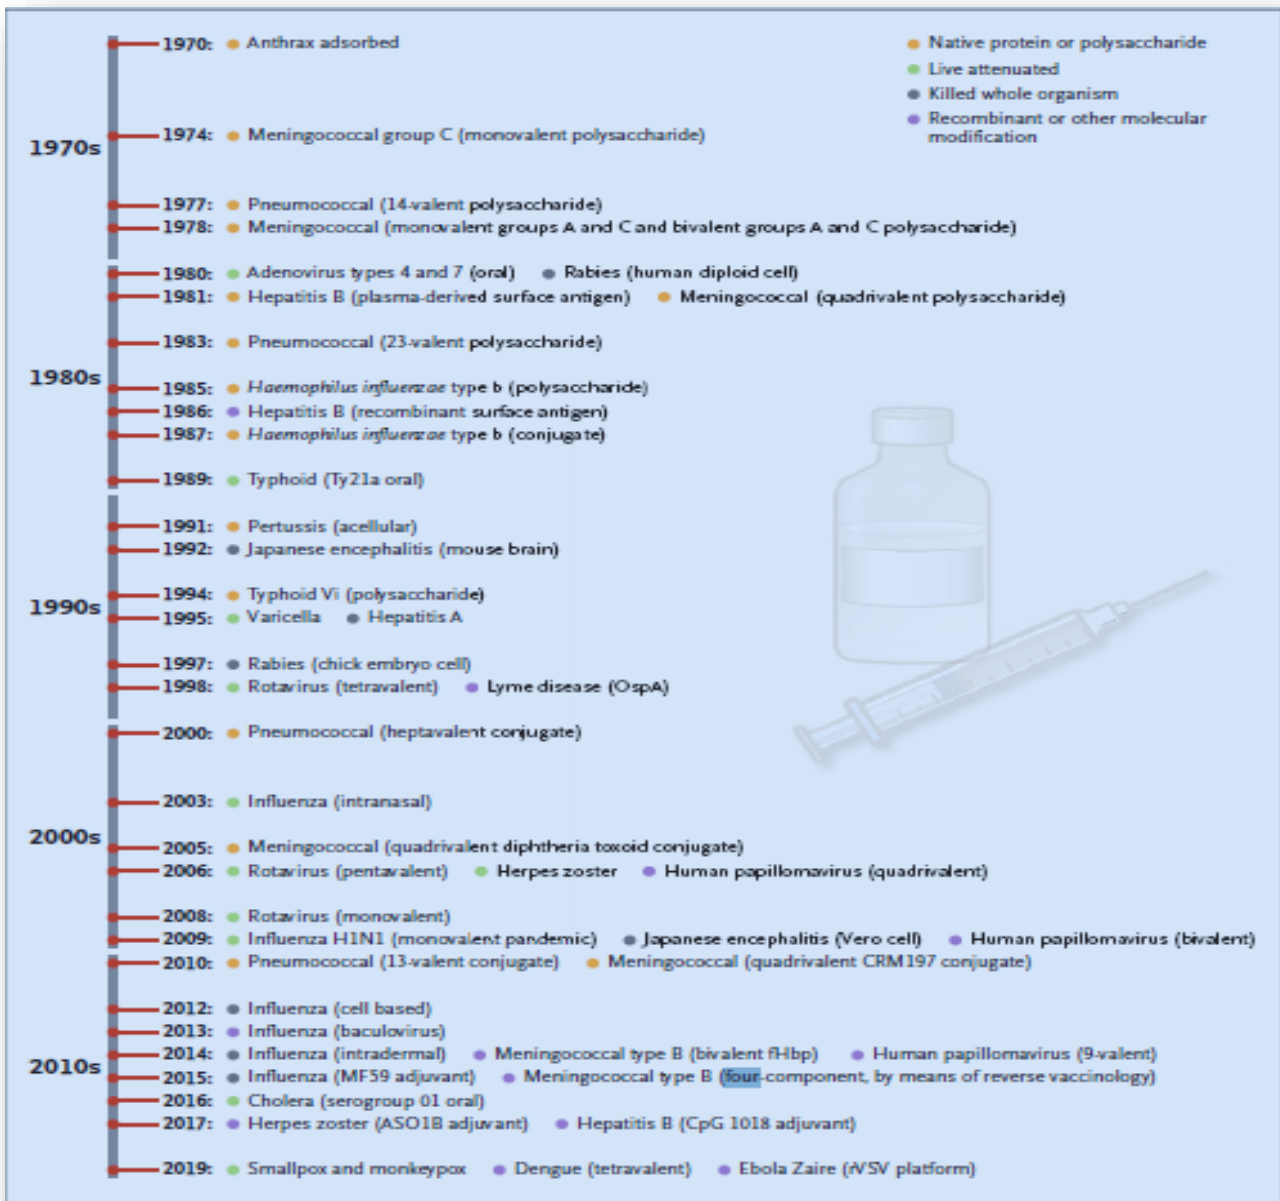 1970: Anthrax adsorbed
Native protein or polysaccharide
Live attenuated
Killed whole organism
Recombinant or other molecular
modification
1970s
1974: Meningococcal group C (monovalent polysaccharide)
1977: Pneumococcal (14-valent polysaccharide)
1978: Meningococcal (monovalent groups A and C and bivalent groups A and C polysaccharide)
1980s
1980: Adenovirus types 4 and 7 (oral) Rabies (human diploid cell)
1981: Hepatitis B (plasma-derived surface antigen) Meningococcal (quadrivalent polysaccharide)
1983: Pneumococcal (23-valent polysaccharide)
1985: Haemophilus influenzae type b (polysaccharide)
1986: Hepatitis B (recombinant surface antigen)
1987: Haemophilus influenzae type b (conjugate)
1989: Typhoid (Ty21a oral)
1990s
1991: Pertussis (acellular)
1992: Japanese encephalitis (mouse brain)
1994: Typhoid Vi (polysaccharide)
1995: Varicella Hepatitis A
1997: Rabies (chick embryo cell)
1998: Rotavirus (tetravalent) Lyme disease (OspA)
2000s
2000: Pneumococcal (heptavalent conjugate)
2003: Influenza (intranasal)
2005: Meningococcal (quadrivalent diphtheria toxoid conjugate)
2006: Rotavirus (pentavalent) Herpes zoster Human papillomavirus (quadrivalent)
2008: Rotavirus (monovalent)
2009: Influenza H1N1 (monovalent pandemic) Japanese encephalitis (Vero cell) Human papillomavirus (bivalent)
2010s
2010: Pneumococcal (13-valent conjugate) Meningococcal (quadrivalent CRM197 conjugate)
2012: Influenza (cell based)
2013: Influenza (baculovirus)
2014: Influenza (intradermal) Meningococcal type B (bivalent fHbp) Human papillomavirus (9-valent)
2015: Influenza (MF59 adjuvant) Meningococcal type B (four-component, by means of reverse vaccinology)
2016: Cholera (serogroup 01 oral)
2017: Herpes zoster (ASO1B adjuvant) Hepatitis B (CpG 1018 adjuvant)
2019: Smallpox and monkeypox Dengue (tetravalent) Ebola Zaire (rVSV platform)